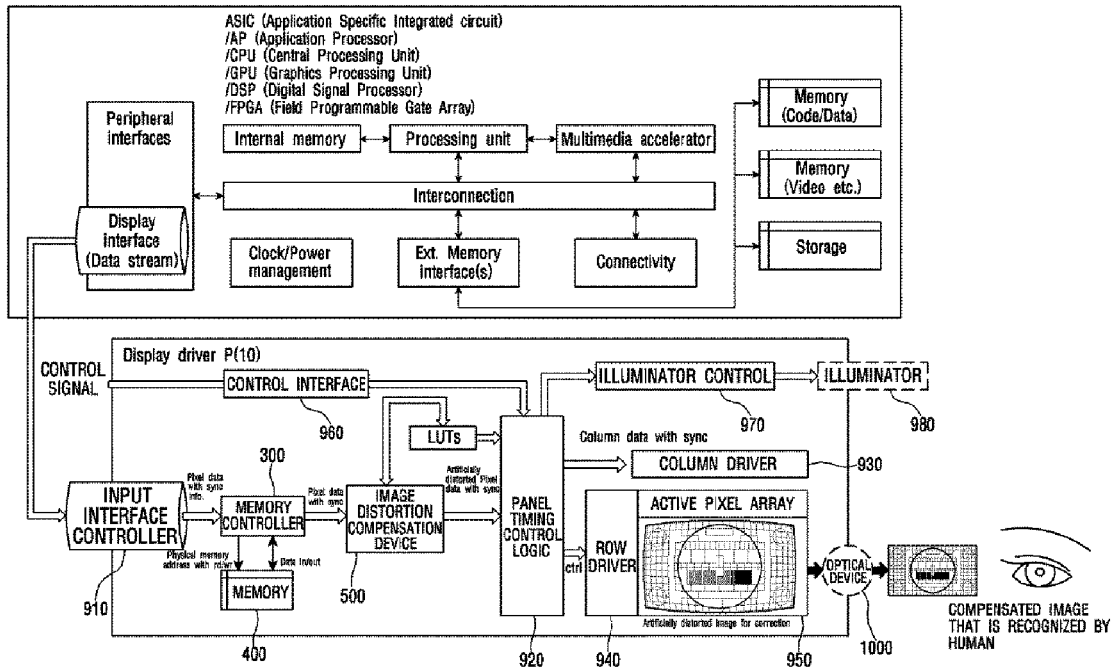 ASIC (Application Specific Integrated circuit)
/AP (Application Processor)
/CPU (Central Processing Unit)
/GPU (Graphics Processing Unit)
/DSP (Digital Signal Processor)
/FPGA (Field Programmable Gate Array)
Peripheral
interfaces
Internal memory
Processing unit
Multimedia accelerator
Interconnection
Display
interface
(Data stream)
Clock/Power
management
Ext. Memory
interface(s)
Connectivity
Memory
(Code/Data)
Memory
(Video etc.)
Storage
Display driver P(10)
CONTROL
SIGNAL
CONTROL INTERFACE
960
ILLUMINATOR CONTROL
970
ILLUMINATOR
980
LUTs
Column data with sync
COLUMN DRIVER
930
300
Pixel data
with sync
info.
Pixel data
with sync
Artificially
distorted Pixel
data with sync
INPUT
INTERFACE
CONTROLLER
910
MEMORY
CONTROLLER
IMAGE
DISTORTION
COMPENSATION
DEVICE
500
Physical memory
address with rd/wr
Data in/out
MEMORY
400
PANEL
TIMING
CONTROL
LOGIC
920
ctrl
ROW
DRIVER
940
ACTIVE PIXEL ARRAY
Artificially distorted image for correction
950
OPTICAL
DEVICE
1000
COMPENSATED IMAGE
THAT IS RECOGNIZED BY
HUMAN